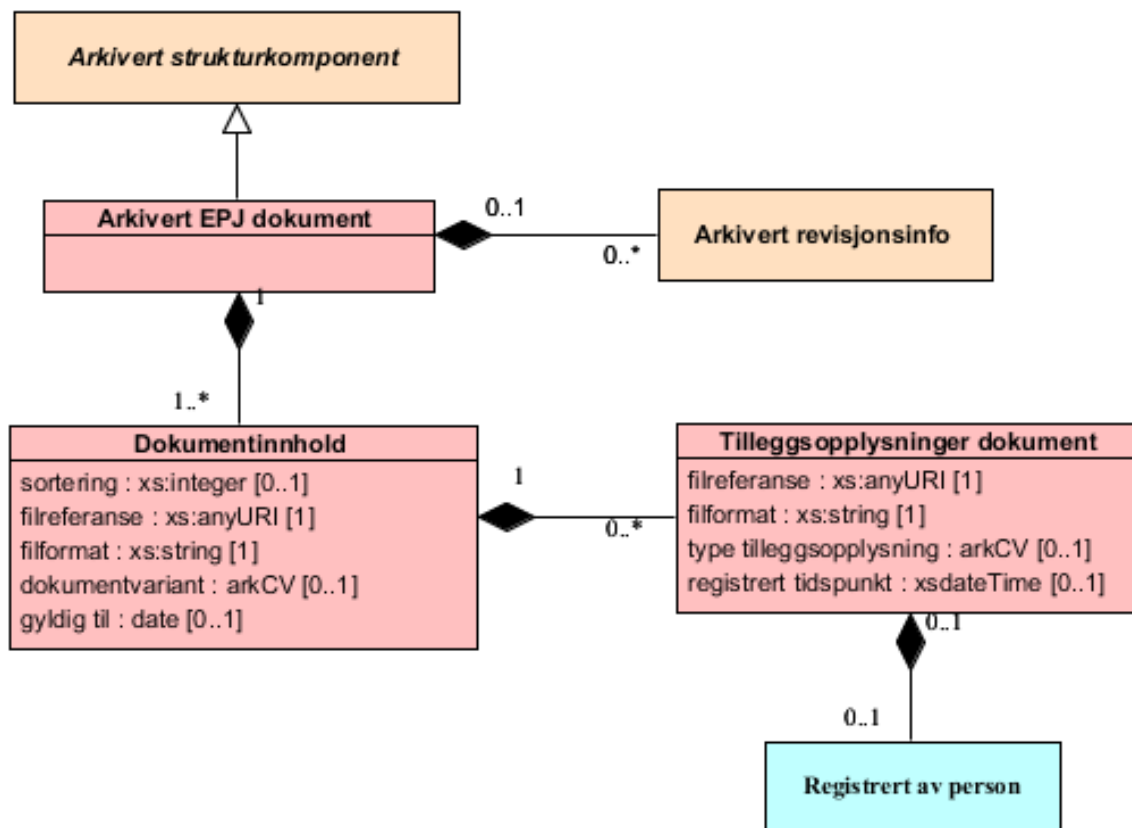 Arkivert strukturkomponent
Arkivert EPJ dokument
0..1
0..*
Arkivert revisjonsinfo
1
1..*
Dokumentinnhold
sortering : xs:integer [0..1]
filreferanse : xs:anyURI [1]
filformat : xs:string [1]
dokumentvariant : arkCV [0..1]
gyldig til : date [0..1]
1
0..*
Tilleggsopplysninger dokument
filreferanse : xs:anyURI [1]
filformat : xs:string [1]
type tilleggsopplysning : arkCV [0..1]
registrert tidspunkt : xsdateTime [0..1]
0..1
0..1
Registrert av person